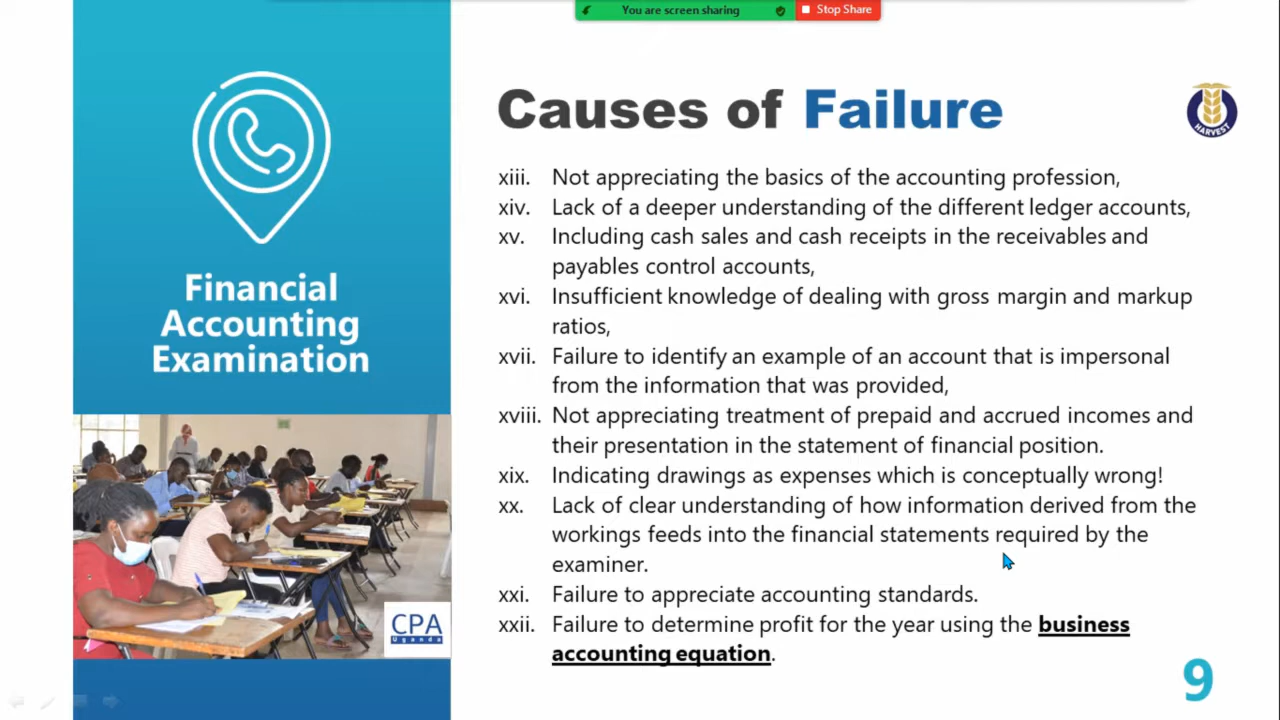 You are screen sharing
Stop Share
Causes of Failure
HARVEST
Financial
Accounting
Examination
xiii. Not appreciating the basics of the accounting profession,
xiv. Lack of a deeper understanding of the different ledger accounts,
xv. Including cash sales and cash receipts in the receivables and
payables control accounts,
xvi. Insufficient knowledge of dealing with gross margin and markup
ratios,
xvii. Failure to identify an example of an account that is impersonal
from the information that was provided,
xviii. Not appreciating treatment of prepaid and accrued incomes and
their presentation in the statement of financial position.
xix. Indicating drawings as expenses which is conceptually wrong!
xx. Lack of clear understanding of how information derived from the
workings feeds into the financial statements required by the
examiner.
xxi. Failure to appreciate accounting standards.
xxii. Failure to determine profit for the year using the business
accounting equation.
CPA
Uganda
9